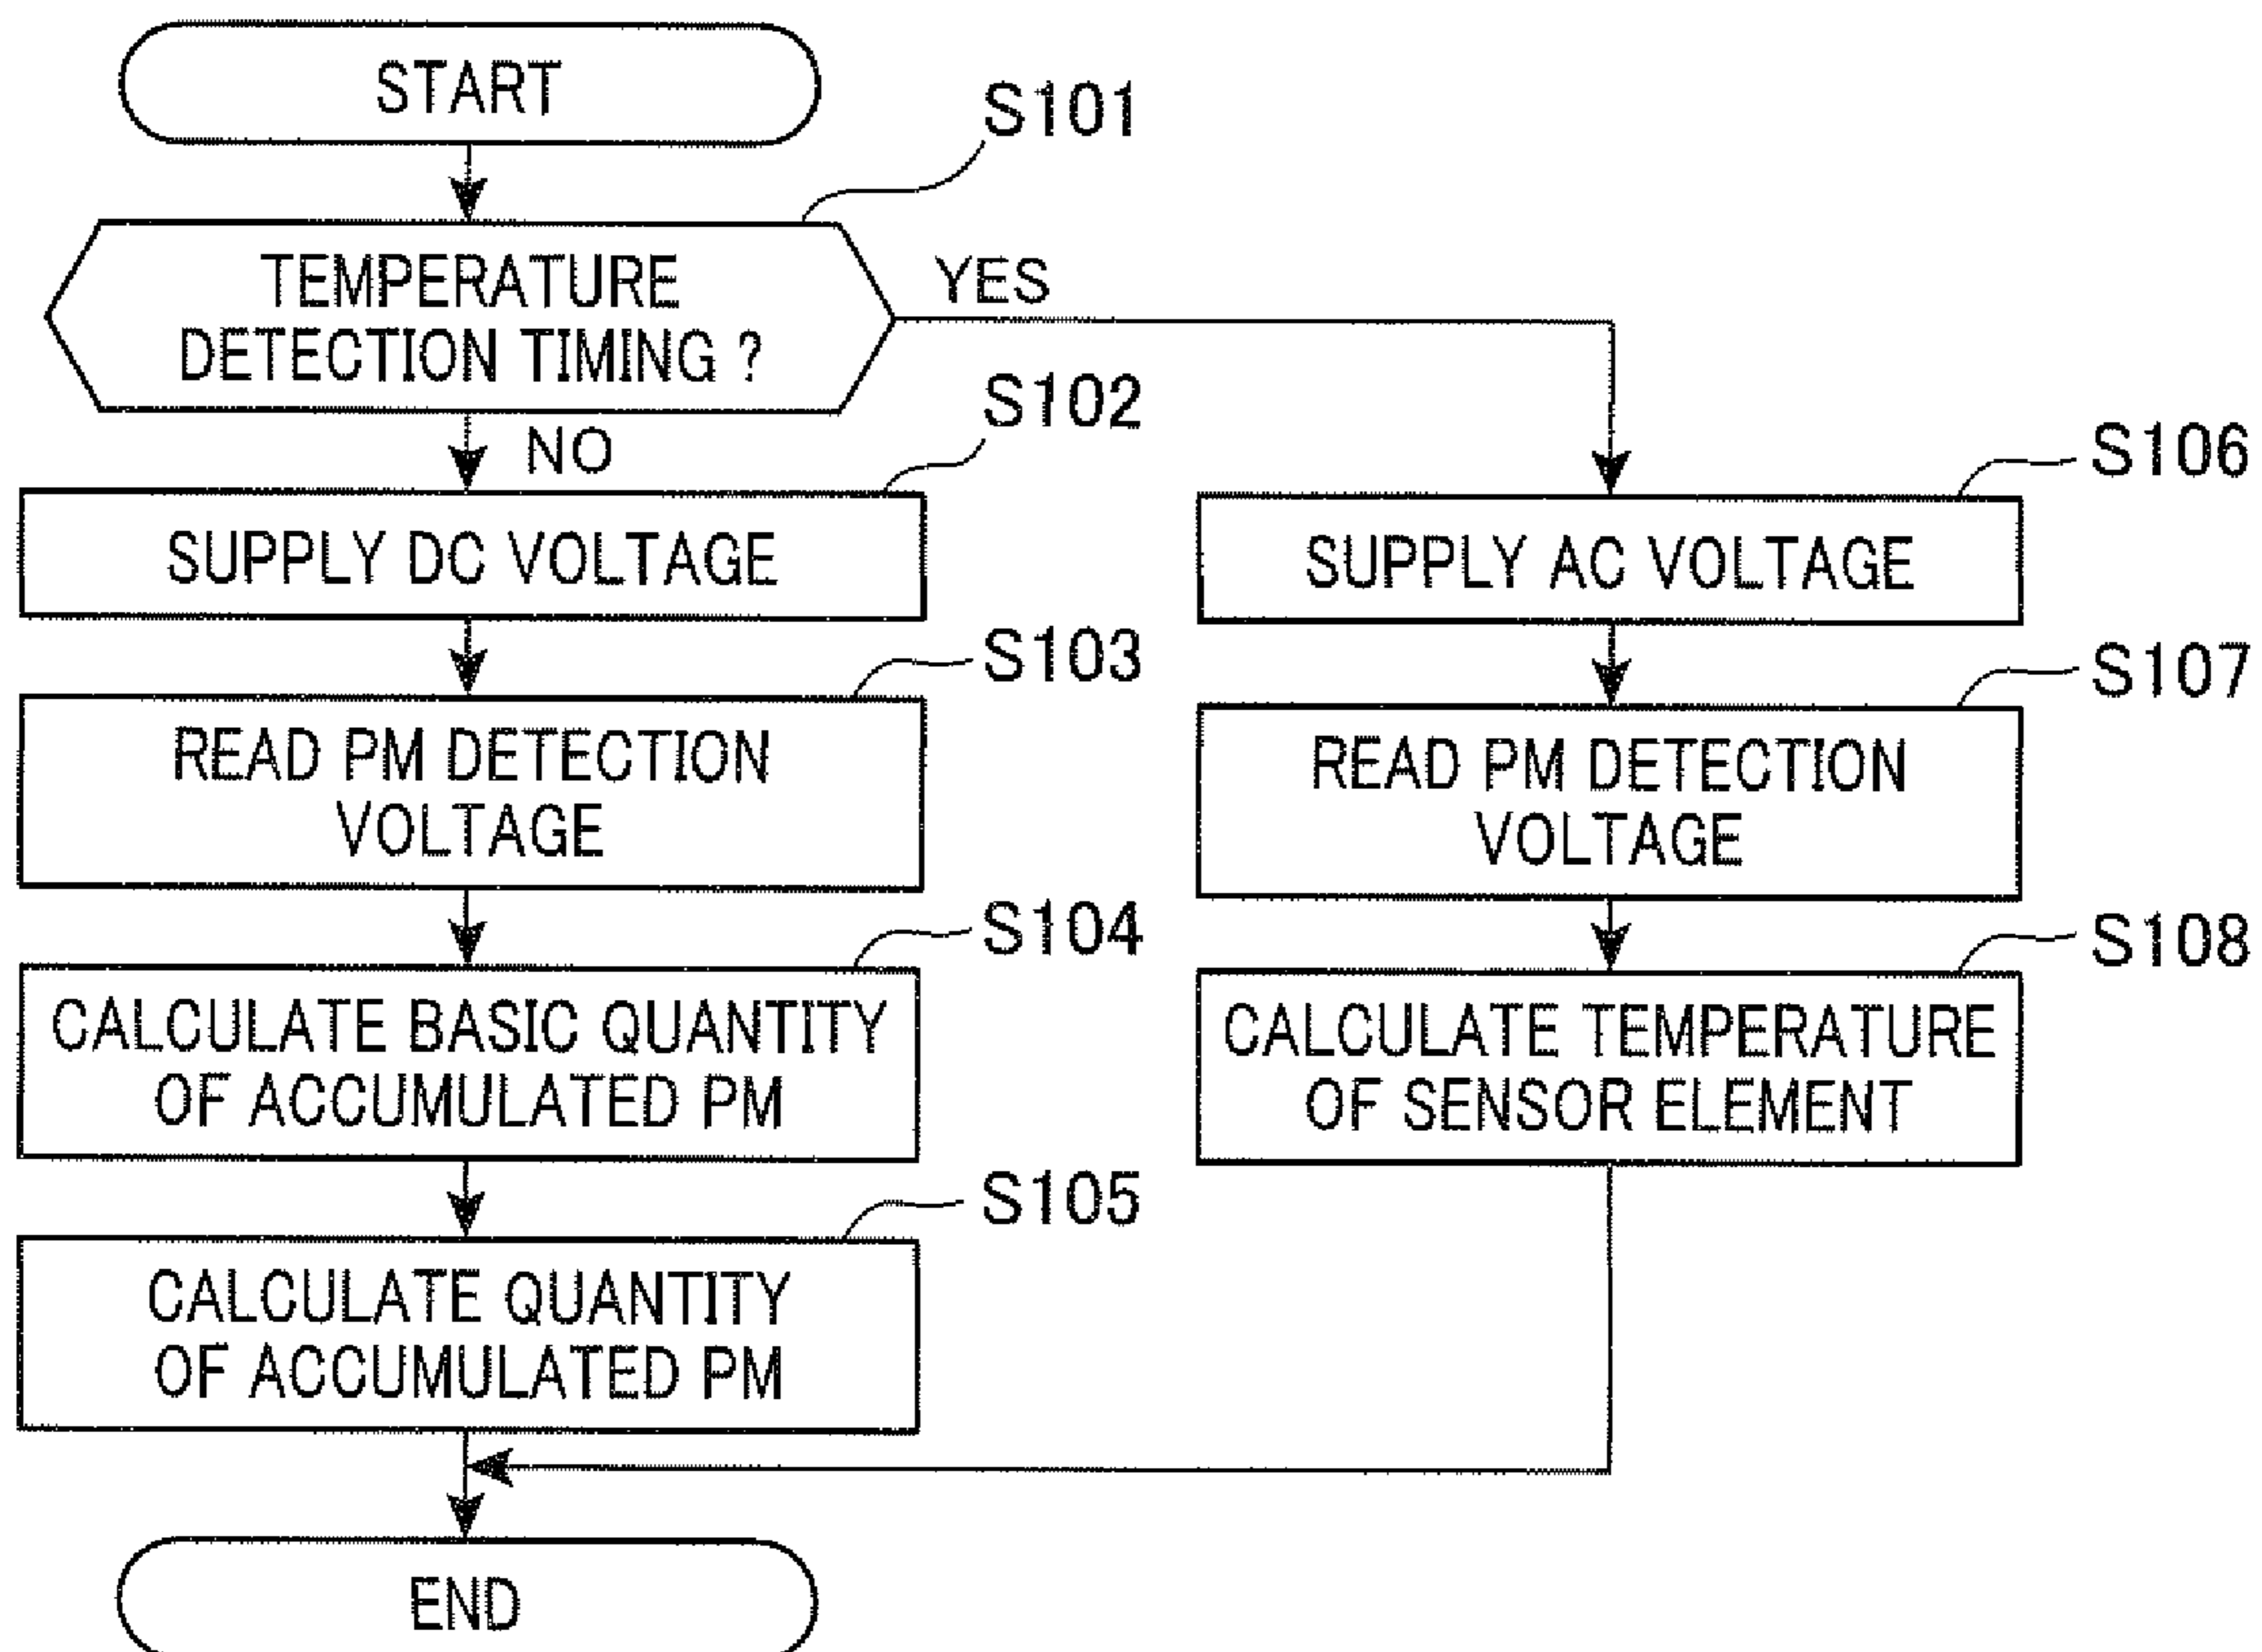 START
S101
TEMPERATURE
DETECTION TIMING ?
YES
NO
S102
SUPPLY DC VOLTAGE
S103
READ PM DETECTION
VOLTAGE
S104
CALCULATE BASIC QUANTITY
OF ACCUMULATED PM
S105
CALCULATE QUANTITY
OF ACCUMULATED PM
S106
SUPPLY AC VOLTAGE
S107
READ PM DETECTION
VOLTAGE
S108
CALCULATE TEMPERATURE
OF SENSOR ELEMENT
END